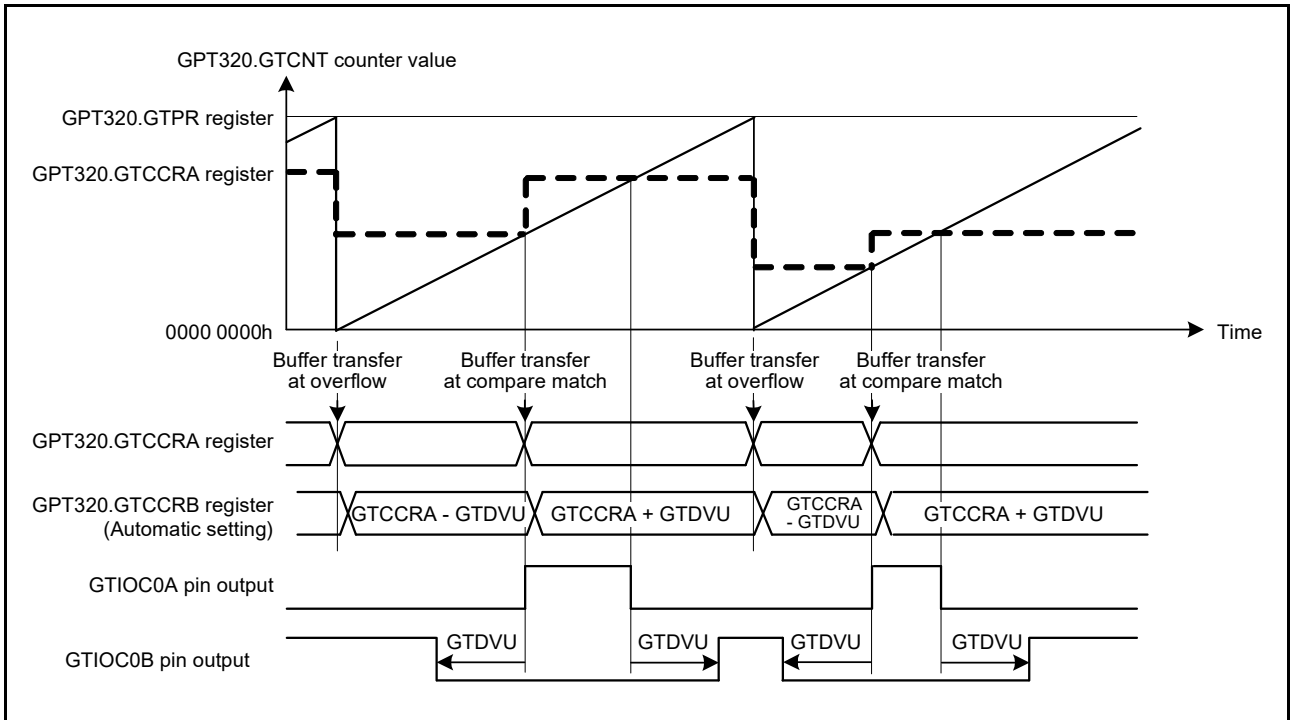 GPT320.GTCNT counter value
GPT320.GTPR register
GPT320.GTCCRA register
0000 0000h
Time
Buffer transfer
at overflow
Buffer transfer
at compare match
Buffer transfer
at overflow
Buffer transfer
at compare match
GPT320.GTCCRA register
GPT320.GTCCRB register
(Automatic setting)
GTCCRA - GTDVU
GTCCRA + GTDVU
GTCCRA
- GTDVU
GTCCRA + GTDVU
GTIOC0A pin output
GTIOC0B pin output
GTDVU
GTDVU
GTDVU
GTDVU